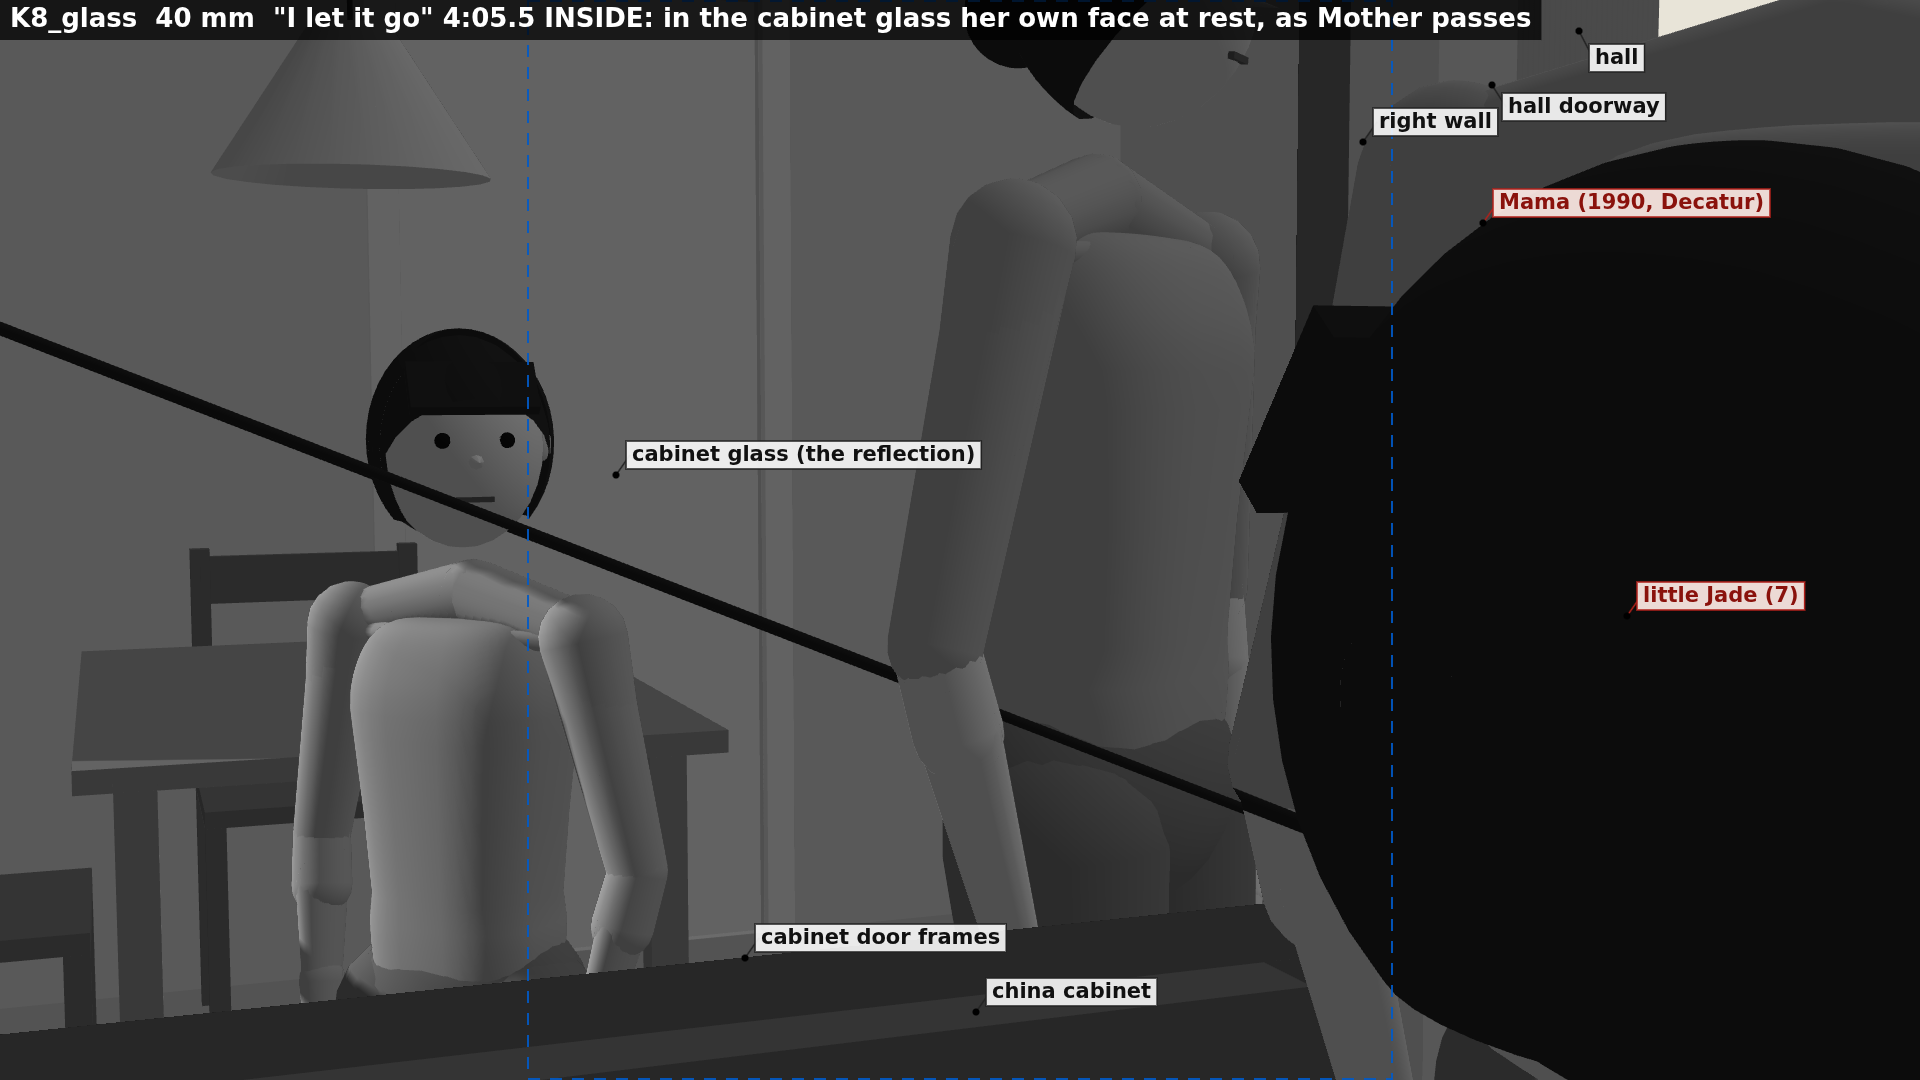 K8_glass  40 mm  "I let it go" 4:05.5 INSIDE: in the cabinet glass her own face at rest, as Mother passes
hall
hall doorway
right wall
Mama (1990, Decatur)
cabinet glass (the reflection)
little Jade (7)
cabinet door frames
china cabinet